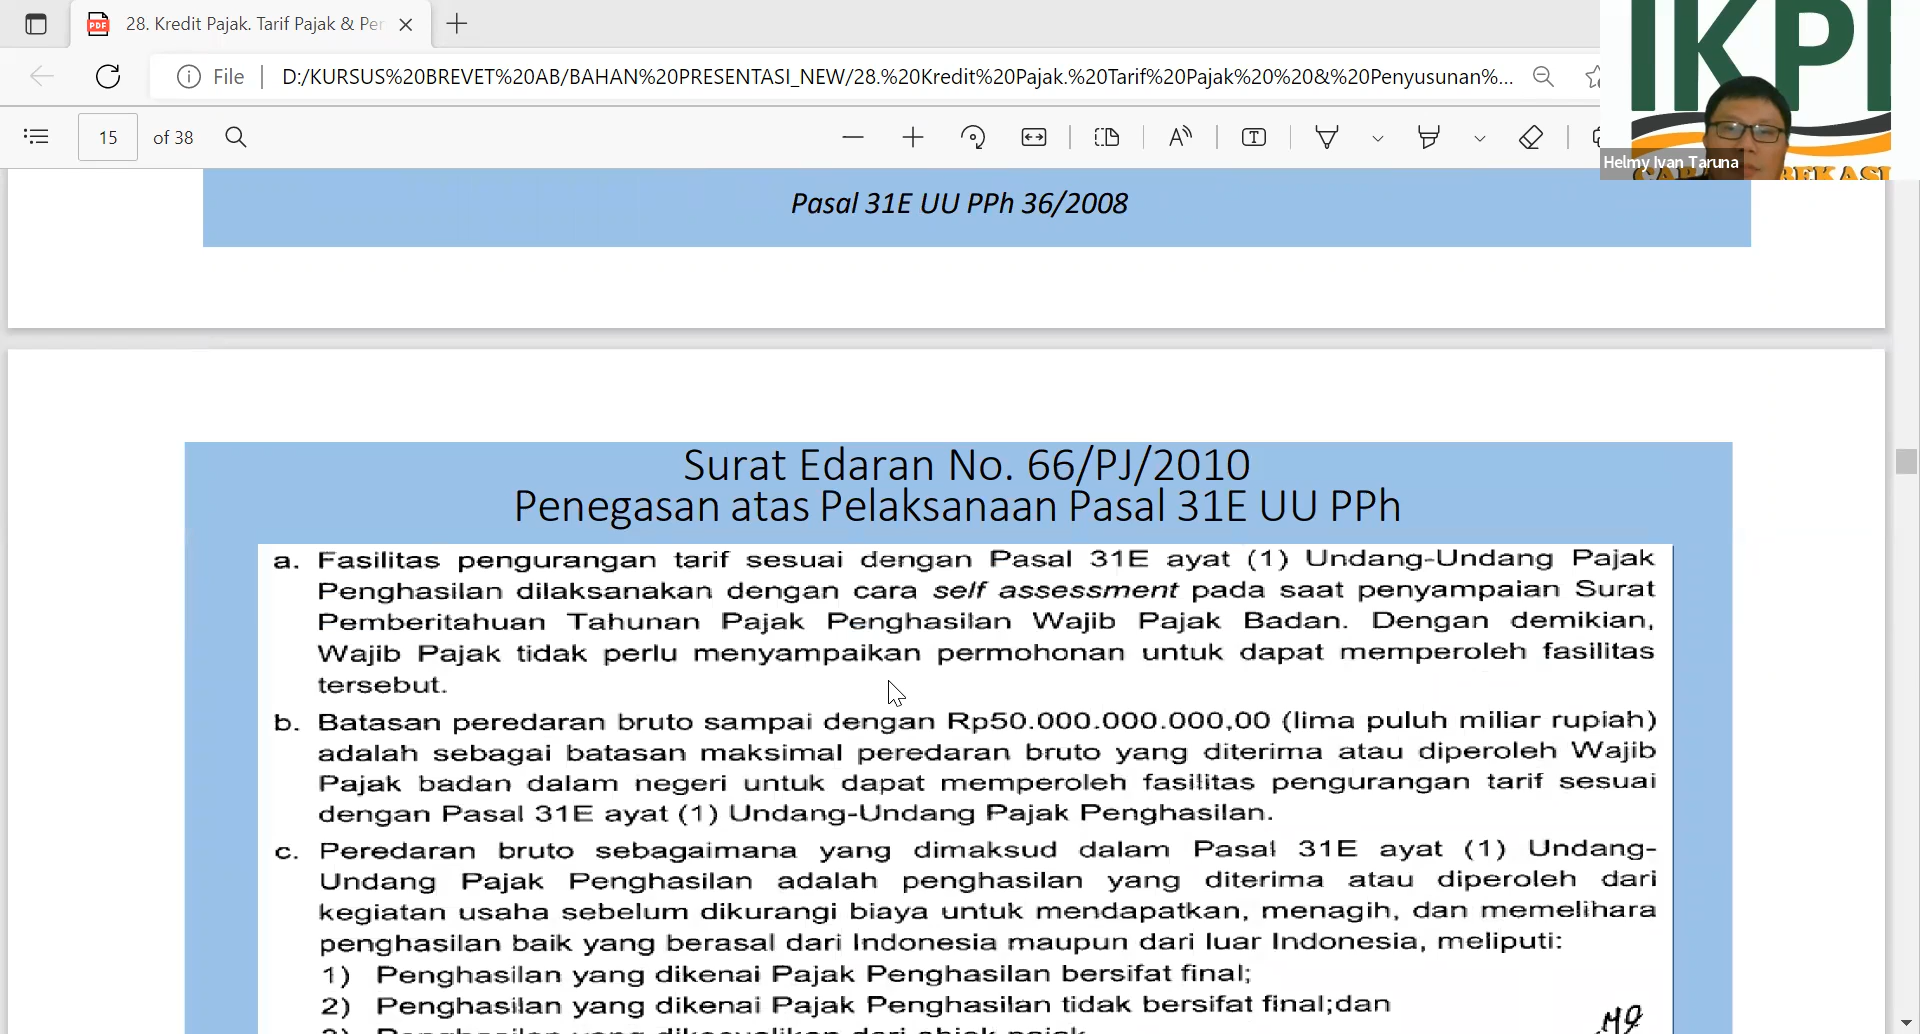 28. Kredit Pajak. Tarif Pajak & Per
File
D:/KURSUS%20BREVET%20AB/BAHAN%20PRESENTASI_NEW/28.%20Kredit%20Pajak.%20Tarif%20Pajak%20%20&%20Penyusunan%...
15 of 38
IKPI
Helmy Ivan Taruna
Pasal 31E UU PPh 36/2008
Surat Edaran No. 66/PJ/2010
Penegasan atas Pelaksanaan Pasal 31E UU PPh
a. Fasilitas pengurangan tarif sesuai dengan Pasal 31E ayat (1) Undang-Undang Pajak
Penghasilan dilaksanakan dengan cara self assessment pada saat penyampaian Surat
Pemberitahuan Tahunan Pajak Penghasilan Wajib Pajak Badan. Dengan demikian,
Wajib Pajak tidak perlu menyampaikan permohonan untuk dapat memperoleh fasilitas
tersebut.
b. Batasan peredaran bruto sampai dengan Rp50.000.000.000,00 (lima puluh miliar rupiah)
adalah sebagai batasan maksimal peredaran bruto yang diterima atau diperoleh Wajib
Pajak badan dalam negeri untuk dapat memperoleh fasilitas pengurangan tarif sesuai
dengan Pasal 31E ayat (1) Undang-Undang Pajak Penghasilan.
c. Peredaran bruto sebagaimana yang dimaksud dalam Pasal 31E ayat (1) Undang-
Undang Pajak Penghasilan adalah penghasilan yang diterima atau diperoleh dari
kegiatan usaha sebelum dikurangi biaya untuk mendapatkan, menagih, dan memelihara
penghasilan baik yang berasal dari Indonesia maupun dari luar Indonesia, meliputi:
1) Penghasilan yang dikenai Pajak Penghasilan bersifat final;
2) Penghasilan yang dikenai Pajak Penghasilan tidak bersifat final;dan